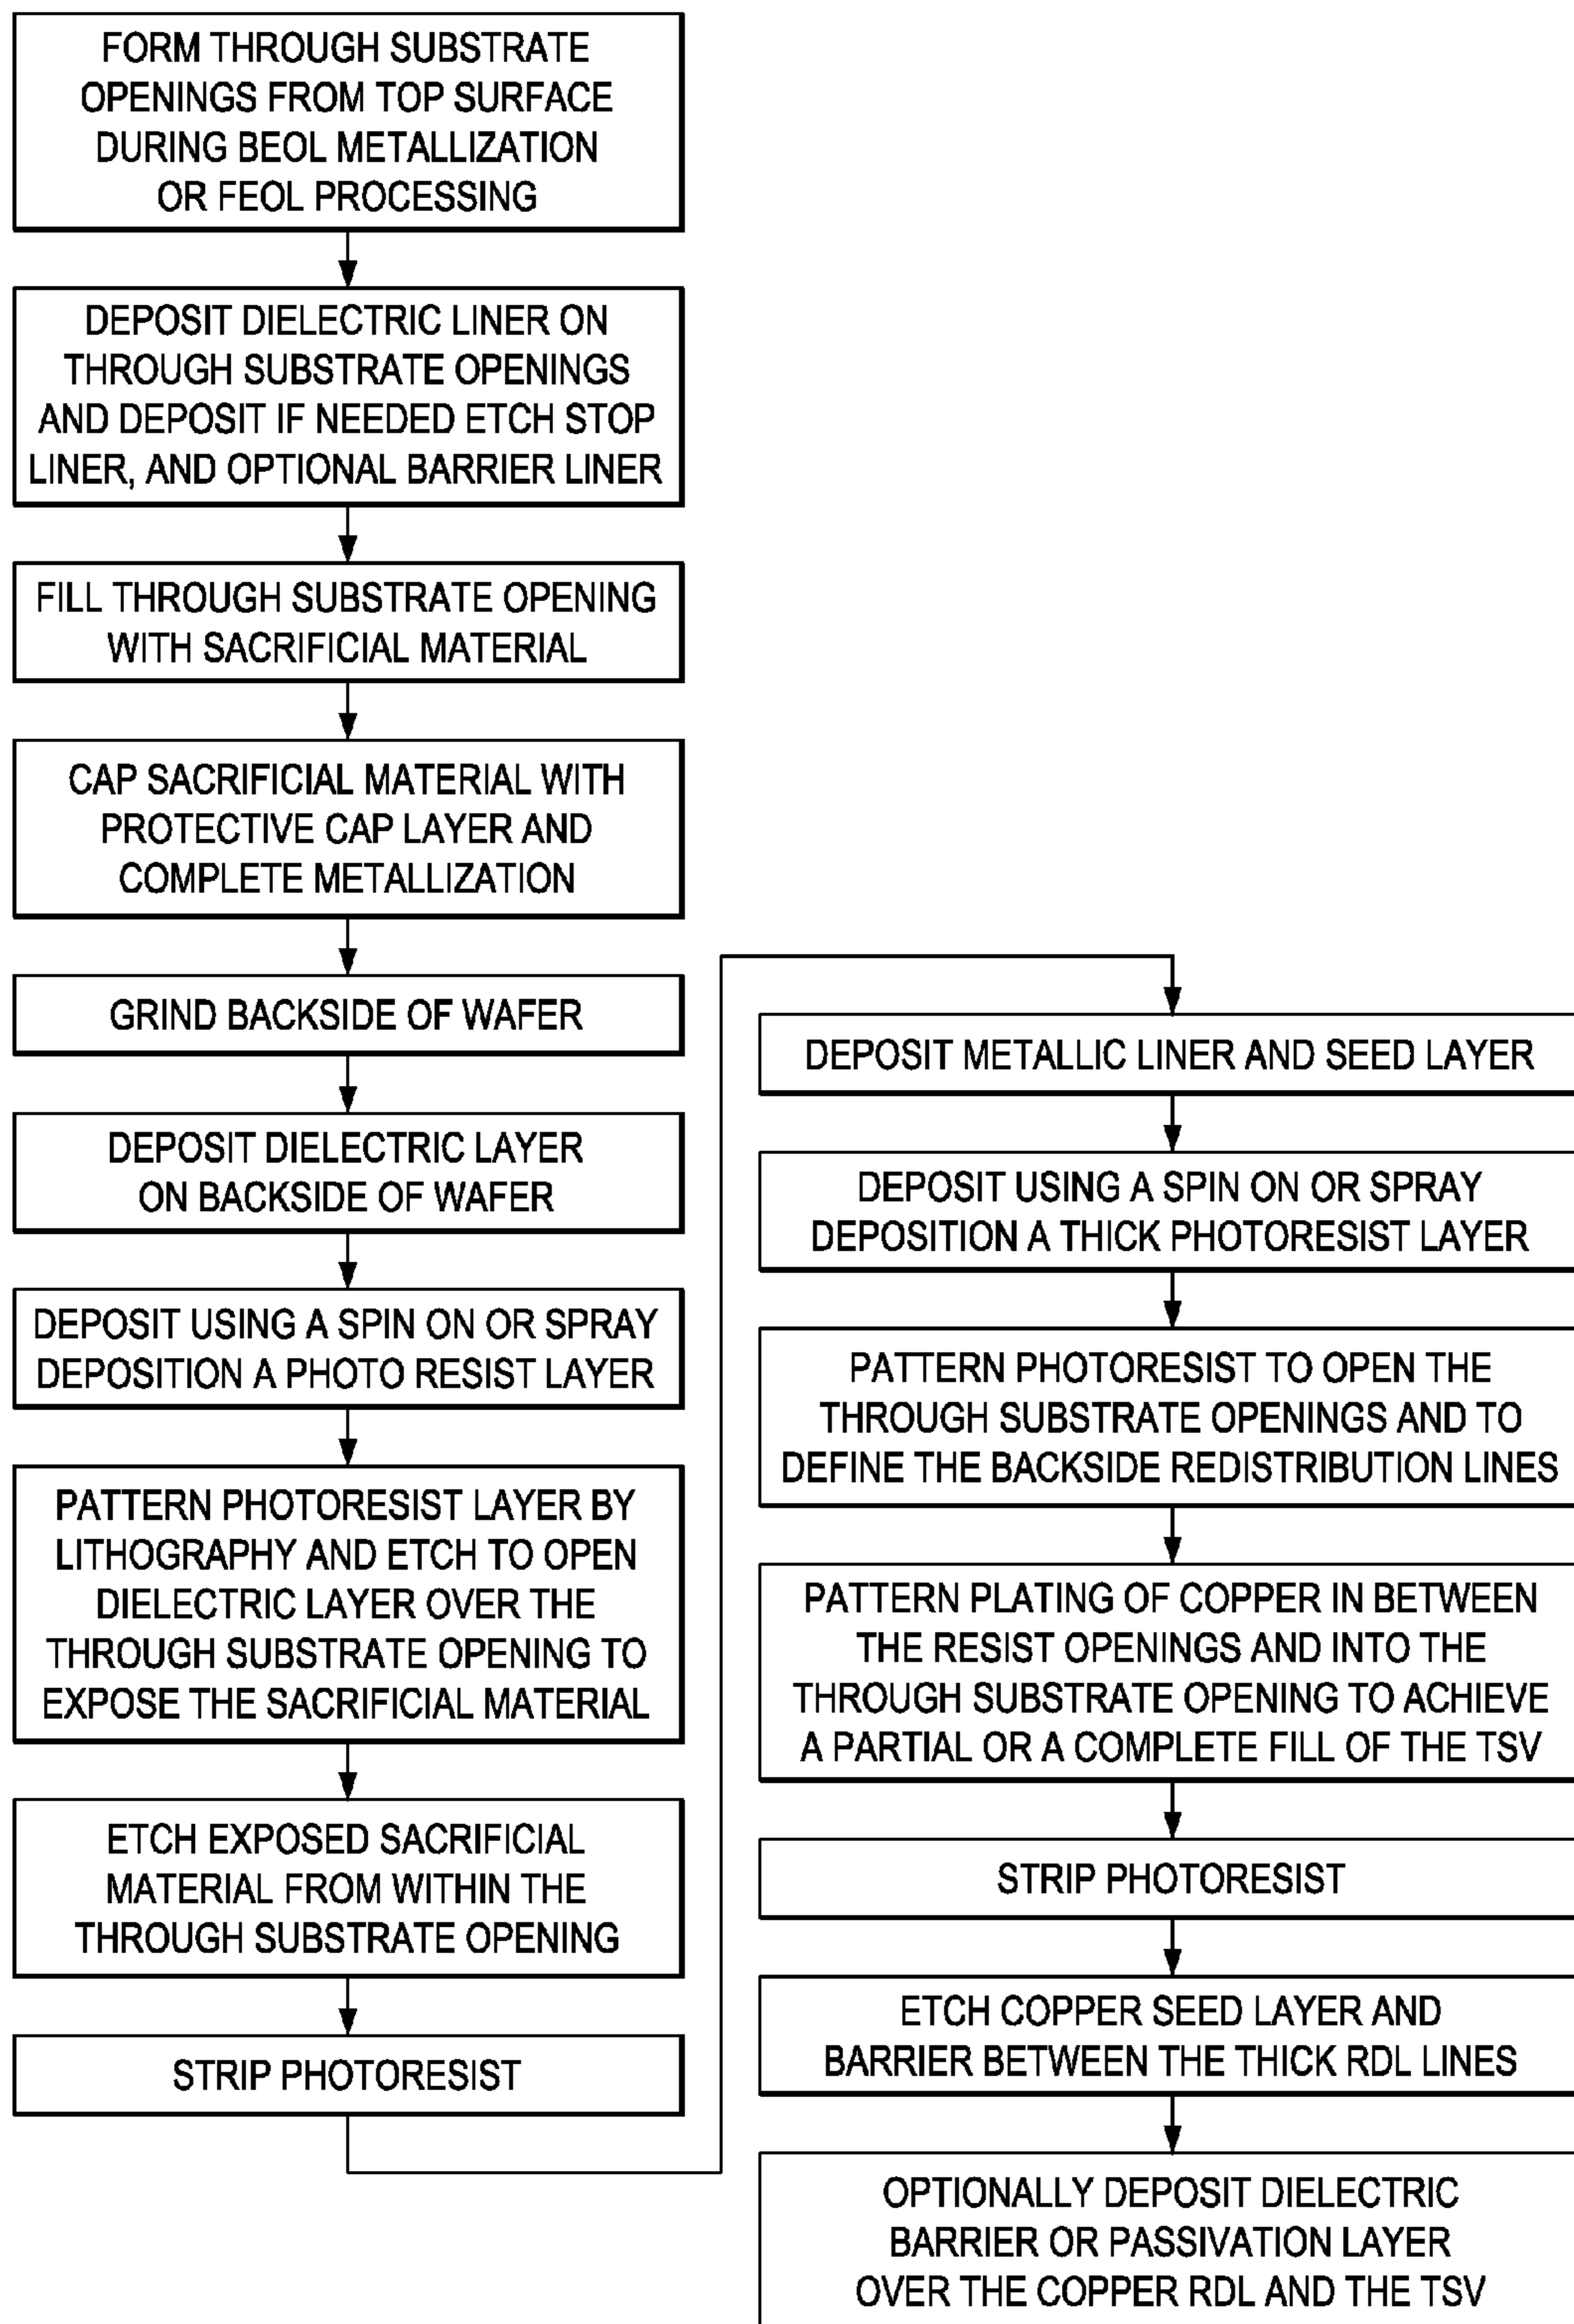 FORM THROUGH SUBSTRATE
OPENINGS FROM TOP SURFACE
DURING BEOL METALLIZATION
OR FEOL PROCESSING
DEPOSIT DIELECTRIC LINER ON
THROUGH SUBSTRATE OPENINGS
AND DEPOSIT IF NEEDED ETCH STOP
LINER, AND OPTIONAL BARRIER LINER
FILL THROUGH SUBSTRATE OPENING
WITH SACRIFICIAL MATERIAL
CAP SACRIFICIAL MATERIAL WITH
PROTECTIVE CAP LAYER AND
COMPLETE METALLIZATION
GRIND BACKSIDE OF WAFER
DEPOSIT DIELECTRIC LAYER
ON BACKSIDE OF WAFER
DEPOSIT USING A SPIN ON OR SPRAY
DEPOSITION A PHOTO RESIST LAYER
PATTERN PHOTORESIST LAYER BY
LITHOGRAPHY AND ETCH TO OPEN
DIELECTRIC LAYER OVER THE
THROUGH SUBSTRATE OPENING TO
EXPOSE THE SACRIFICIAL MATERIAL
ETCH EXPOSED SACRIFICIAL
MATERIAL FROM WITHIN THE
THROUGH SUBSTRATE OPENING
STRIP PHOTORESIST
DEPOSIT METALLIC LINER AND SEED LAYER
DEPOSIT USING A SPIN ON OR SPRAY
DEPOSITION A THICK PHOTORESIST LAYER
PATTERN PHOTORESIST TO OPEN THE
THROUGH SUBSTRATE OPENINGS AND TO
DEFINE THE BACKSIDE REDISTRIBUTION LINES
PATTERN PLATING OF COPPER IN BETWEEN
THE RESIST OPENINGS AND INTO THE
THROUGH SUBSTRATE OPENING TO ACHIEVE
A PARTIAL OR A COMPLETE FILL OF THE TSV
STRIP PHOTORESIST
ETCH COPPER SEED LAYER AND
BARRIER BETWEEN THE THICK RDL LINES
OPTIONALLY DEPOSIT DIELECTRIC
BARRIER OR PASSIVATION LAYER
OVER THE COPPER RDL AND THE TSV